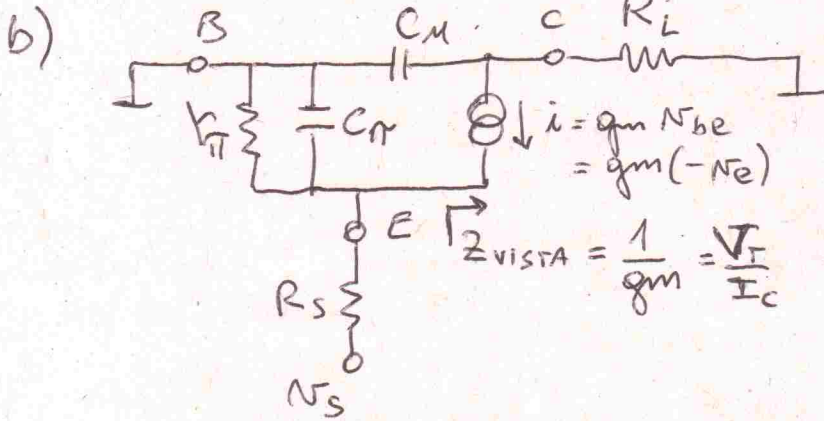 b)
B Cμ C RL
rπ Cπ ↓ i = gm vbe
= gm(-ve)
E Zvista = 1/gm = VT/IC
Rs
vs